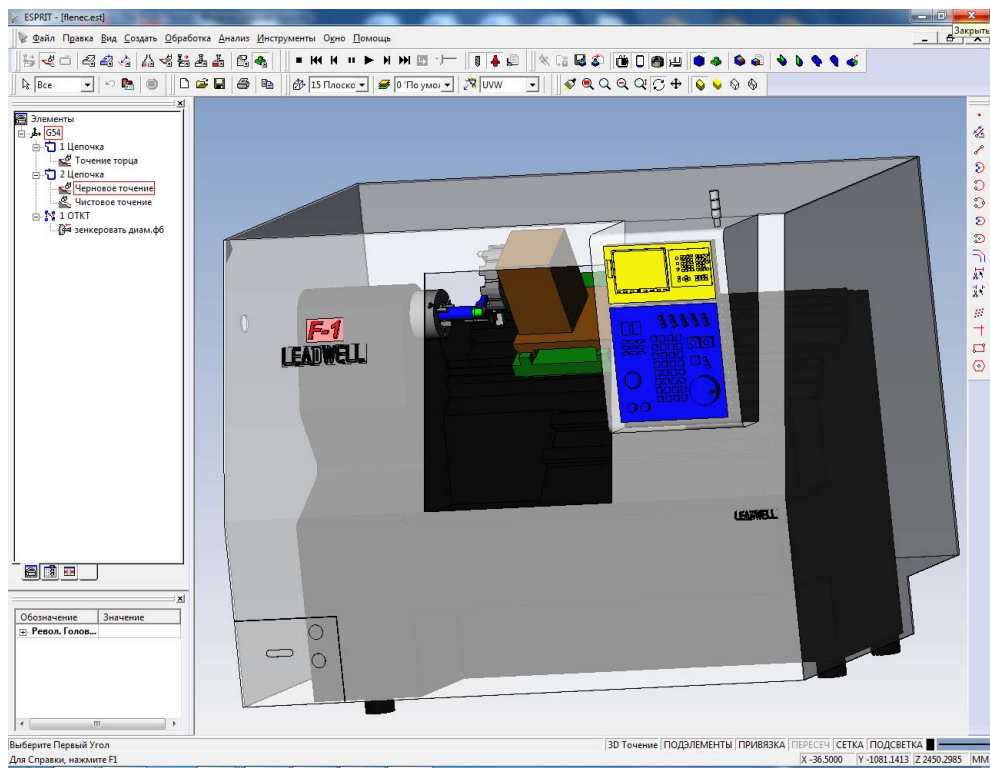 ESPRIT - [flenec.est]
Закрыть
Файл Правка Вид Создать Обработка Анализ Инструменты Окно Помощь
Все 15 Плоско 0 'По умол UVW
Элементы
G54
1 Цепочка
Точение торца
2 Цепочка
Черновое точение
Чистовое точение
1 ОТКТ
зенкеровать диам.фб
F-1
LEADWELL
LEADWELL
Обозначение Значение
Револ. Голов...
Выберите Первый Угол
3D Точение ПОДЭЛЕМЕНТЫ ПРИВЯЗКА ПЕРЕСЕЧ СЕТКА ПОДСВЕТКА
Для Справки, нажмите F1
X -36.5000 Y -1081.1413 Z 2450.2985 MM